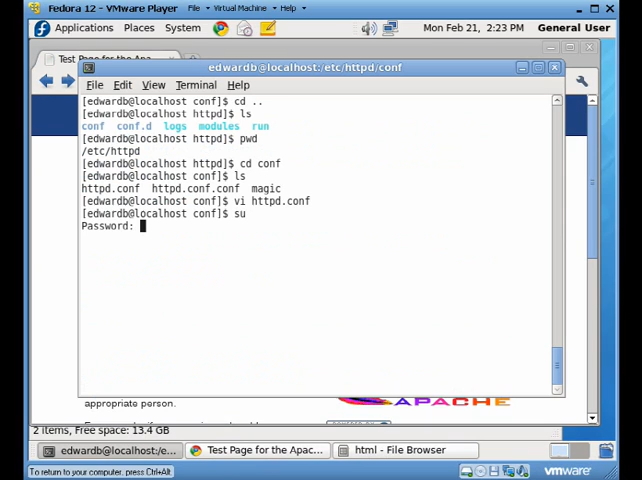 Fedora 12 - VMware Player File Virtual Machine Help
Applications Places System Mon Feb 21, 2:23 PM General User
Test Page for the Apa...
edwardb@localhost:/etc/httpd/conf
File Edit View Terminal Help
[edwardb@localhost conf]$ cd ..
[edwardb@localhost httpd]$ ls
conf conf.d logs modules run
[edwardb@localhost httpd]$ pwd
/etc/httpd
[edwardb@localhost httpd]$ cd conf
[edwardb@localhost conf]$ ls
httpd.conf httpd.conf.conf magic
[edwardb@localhost conf]$ vi httpd.conf
[edwardb@localhost conf]$ su
Password:
appropriate person.
APACHE
2 items, Free space: 13.4 GB
edwardb@localhost:/e... Test Page for the Apac... html - File Browser
To return to your computer, press Ctrl+Alt.
vmware